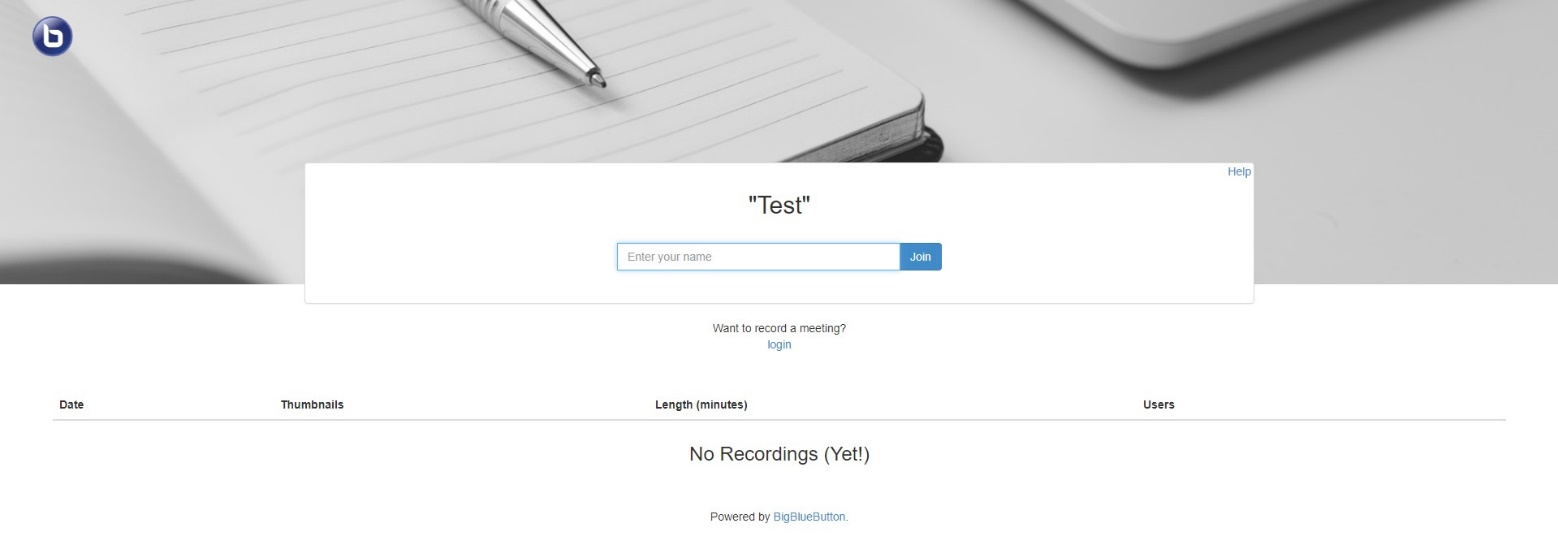 b
Help
"Test"
Enter your name Join
Want to record a meeting?
login
Date Thumbnails Length (minutes) Users
No Recordings (Yet!)
Powered by BigBlueButton.